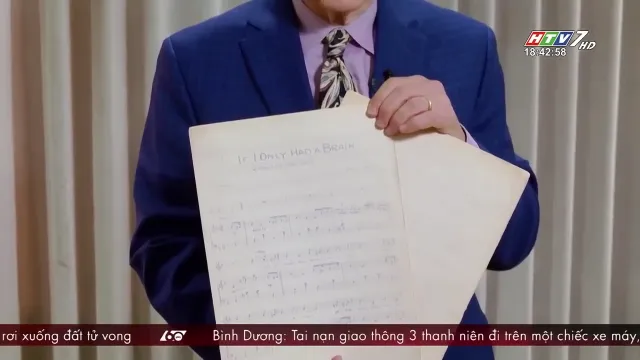 HTV7 HD
18:42:58
IF I ONLY HAD A BRAIN
rơi xuống đất tử vong
60
Bình Dương: Tai nạn giao thông 3 thanh niên đi trên một chiếc xe máy,